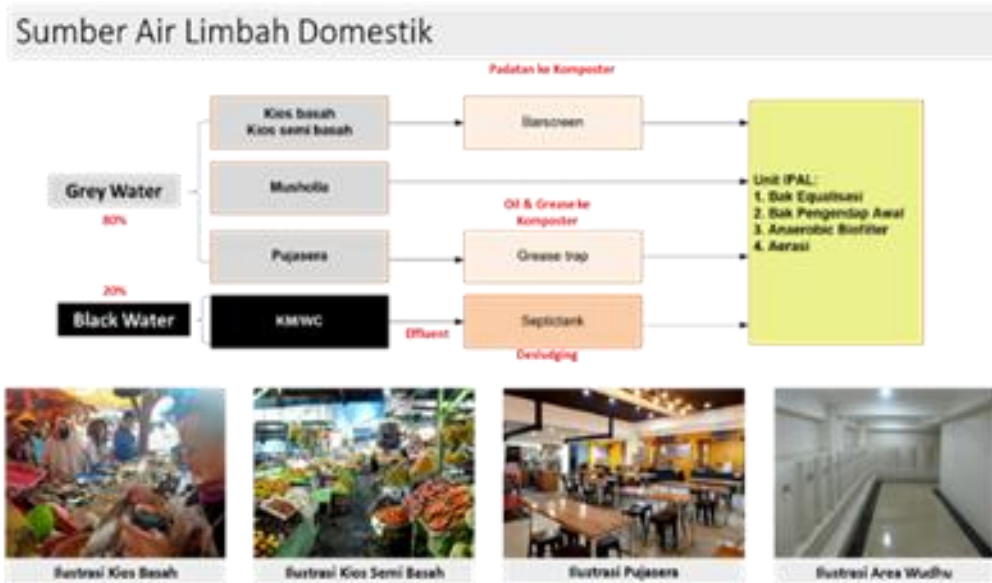 Sumber Air Limbah Domestik
Padatan ke Komposter
Kios basah
Kios semi basah
Barscreen
Grey Water
80%
Musholla
Oil & Grease ke
Komposter
Pujasera
Grease trap
Unit IPAL:
1. Bak Equalisasi
2. Bak Pengendap Awal
3. Anaerobic Biofilter
4. Aerasi
20%
Black Water
KM/WC
Effluent
Septictank
Desludging
Ilustrasi Kios Basah
Ilustrasi Kios Semi Basah
Ilustrasi Pujasera
Ilustrasi Area Wudhu